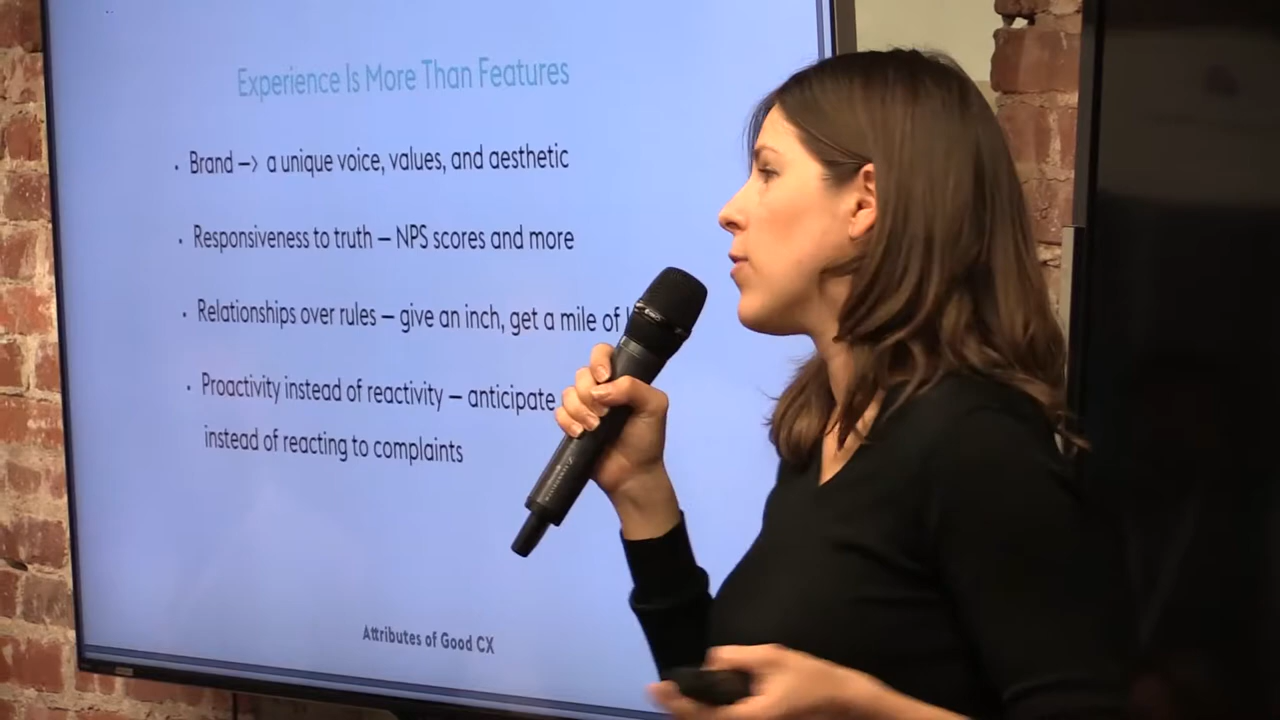 Experience Is More Than Features
• Brand –> a unique voice, values, and aesthetic
• Responsiveness to truth – NPS scores and more
• Relationships over rules – give an inch, get a mile of
• Proactivity instead of reactivity – anticipate
instead of reacting to complaints
Attributes of Good CX